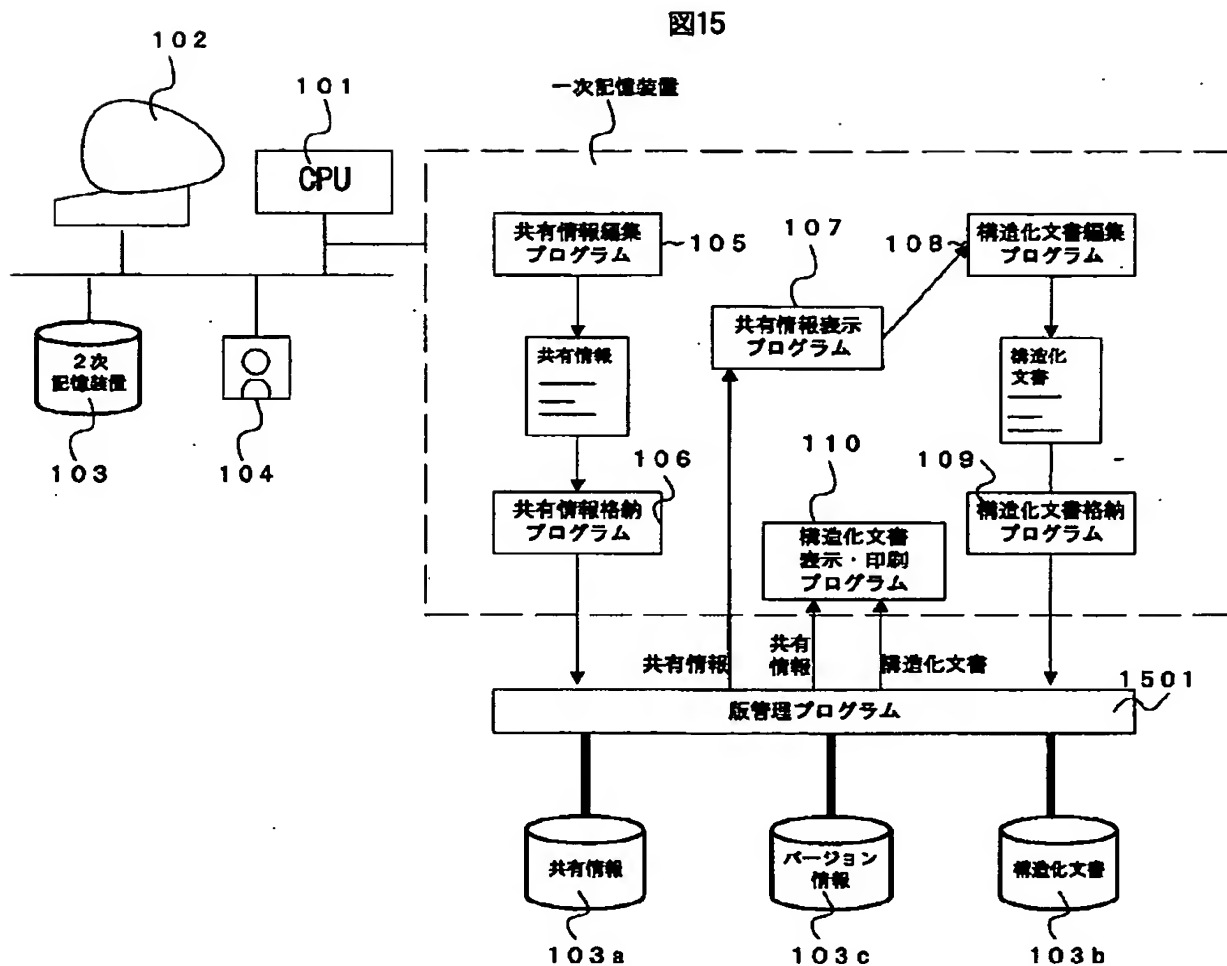 図15
102
101
CPU
2次
記憶装置
103
104
一次記憶装置
共有情報編集
プログラム
105
共有情報
共有情報格納
プログラム
106
107
共有情報表示
プログラム
108
構造化文書編集
プログラム
構造化
文書
109
構造化文書格納
プログラム
110
構造化文書
表示・印刷
プログラム
共有情報
共有
情報
構造化文書
版管理プログラム
1501
共有情報
103a
バージョン
情報
103c
構造化文書
103b